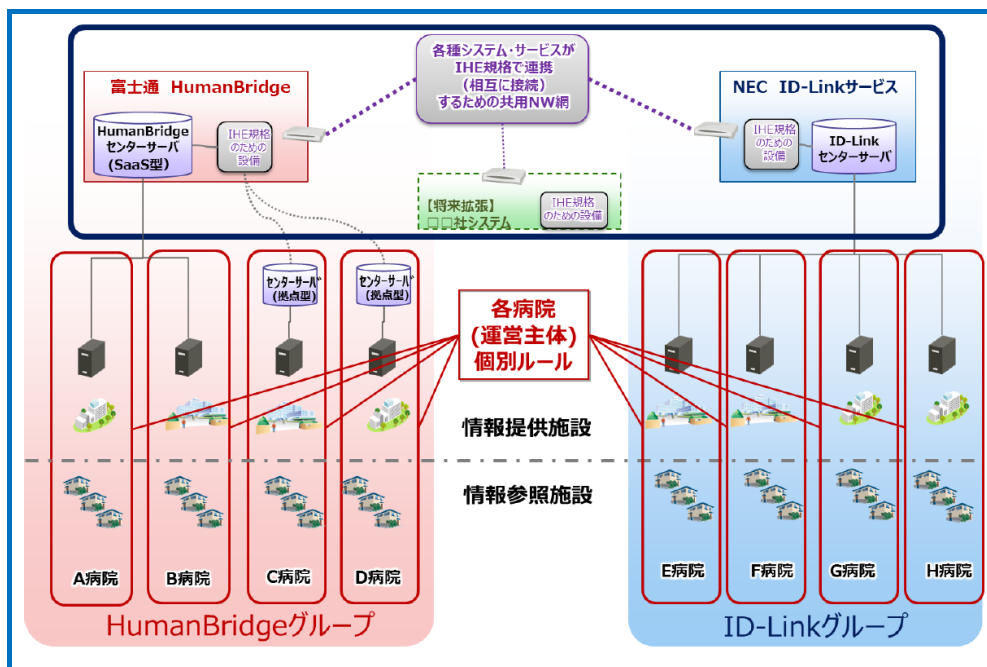 各種システム・サービスが
IHE規格で連携
(相互に接続)
するための共用NW網
富士通 HumanBridge
HumanBridge
センターサーバ
(SaaS型)
IHE規格
のための
設備
NEC ID-Linkサービス
IHE規格
のための
設備
ID-Link
センターサーバ
【将来拡張】
□□社システム
IHE規格
のための設備
センターサーバ
(拠点型)
センターサーバ
(拠点型)
各病院
(運営主体)
個別ルール
情報提供施設
情報参照施設
A病院
B病院
C病院
D病院
E病院
F病院
G病院
H病院
HumanBridgeグループ
ID-Linkグループ